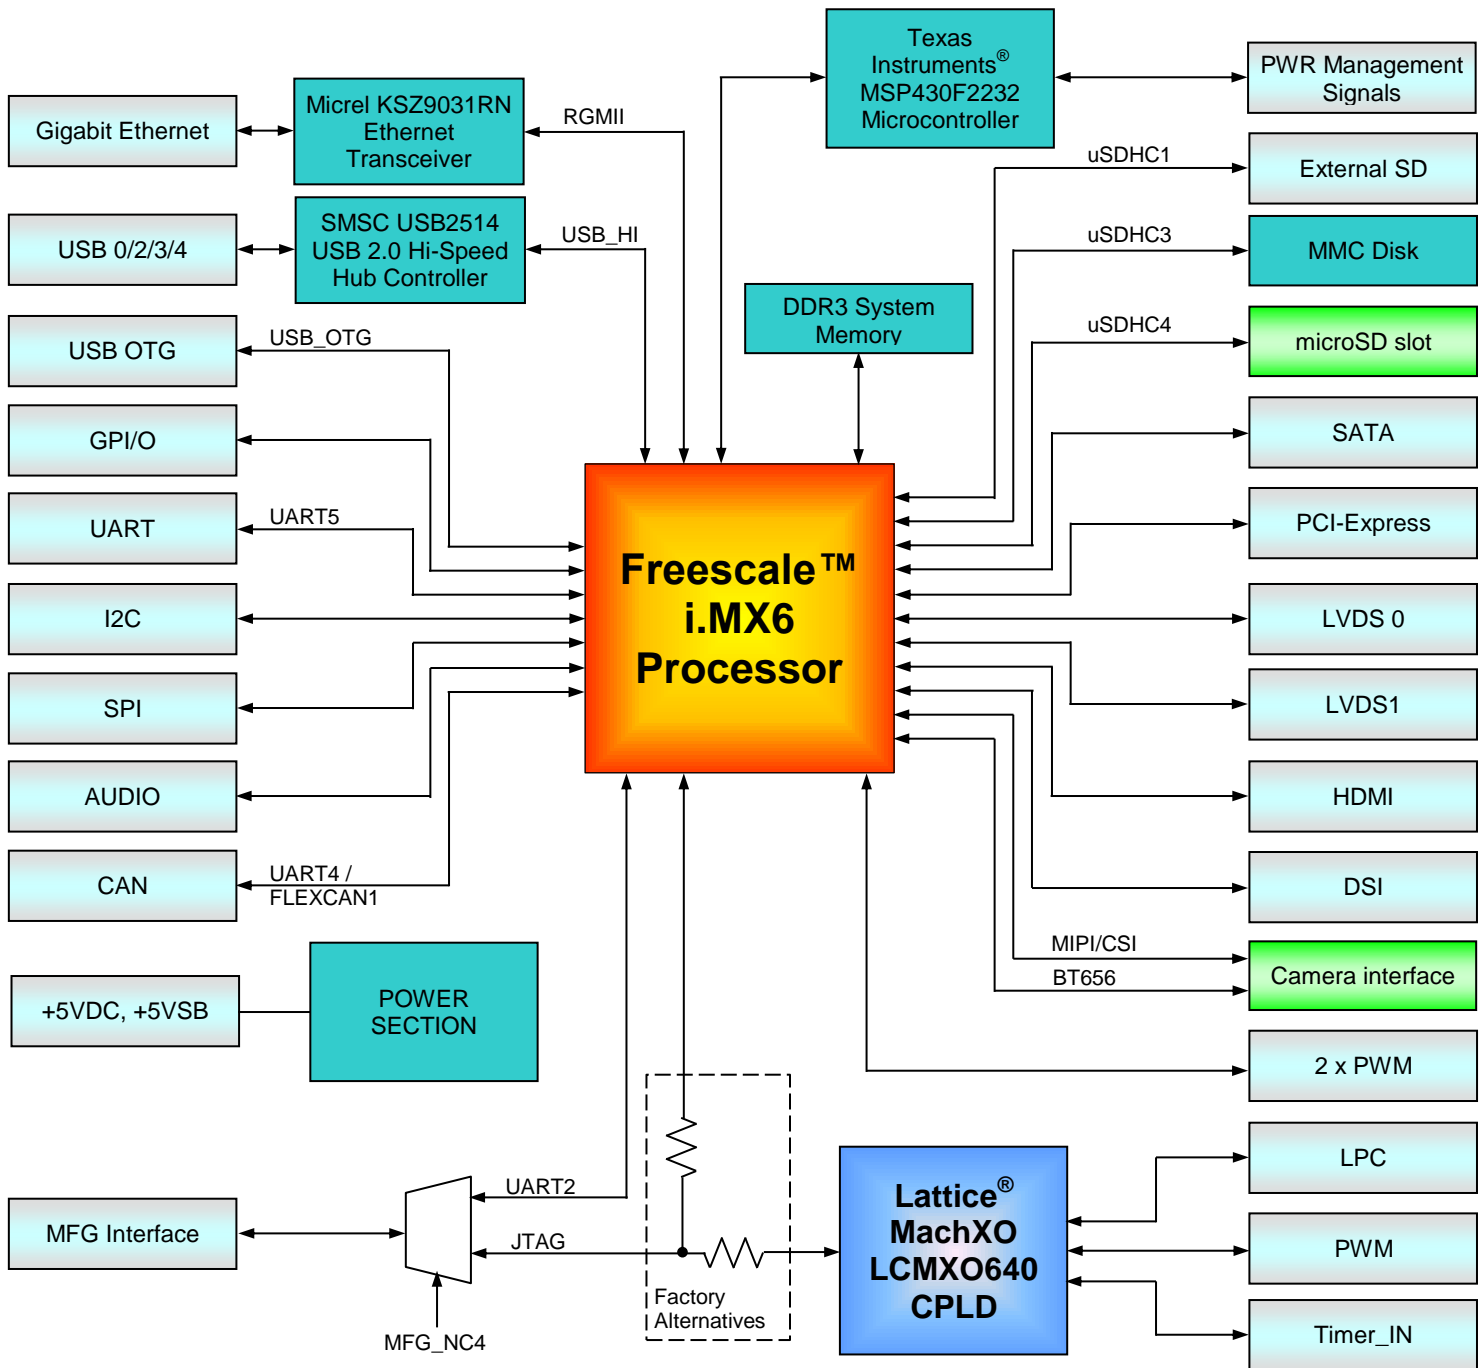 Texas
Instruments®
MSP430F2232
Microcontroller
PWR Management
Signals
Gigabit Ethernet
Micrel KSZ9031RN
Ethernet
Transceiver
RGMII
uSDHC1
External SD
USB 0/2/3/4
SMSC USB2514
USB 2.0 Hi-Speed
Hub Controller
USB_HI
uSDHC3
MMC Disk
DDR3 System
Memory
USB OTG
USB_OTG
uSDHC4
microSD slot
GPI/O
SATA
UART
UART5
PCI-Express
Freescale™
i.MX6
Processor
I2C
LVDS 0
SPI
LVDS1
AUDIO
HDMI
CAN
UART4 /
FLEXCAN1
DSI
MIPI/CSI
BT656
Camera interface
+5VDC, +5VSB
POWER
SECTION
2 x PWM
LPC
MFG Interface
UART2
JTAG
MFG_NC4
Factory
Alternatives
Lattice®
MachXO
LCMXO640
CPLD
PWM
Timer_IN